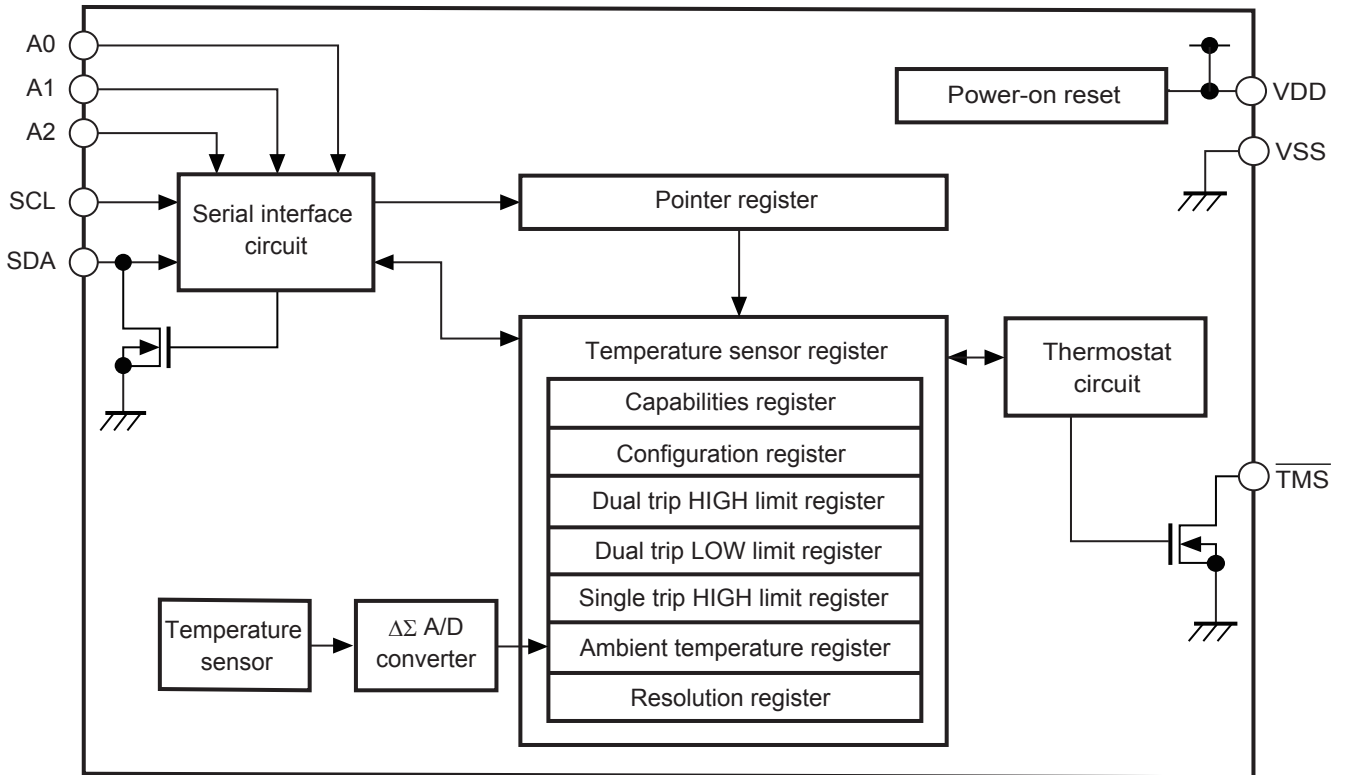 A0
A1
A2
SCL
SDA
Serial interface
circuit
Pointer register
Power-on reset
VDD
VSS
Temperature sensor register
Capabilities register
Configuration register
Dual trip HIGH limit register
Dual trip LOW limit register
Single trip HIGH limit register
Ambient temperature register
Resolution register
Thermostat
circuit
TMS
Temperature
sensor
ΔΣ A/D
converter